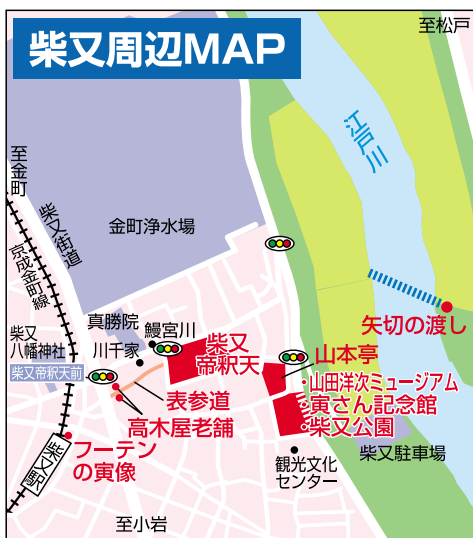 柴又周辺MAP
至松戸
江戸川
至金町
柴又街道
京成金町線
金町浄水場
真勝院
鰻宮川
川千家
柴又
八幡神社
柴又帝釈天前
柴又
帝釈天
山本亭
矢切の渡し
・山田洋次ミュージアム
・寅さん記念館
・柴又公園
表参道
高木屋老舗
フーテン
の寅像
柴又駅
観光文化
センター
柴又駐車場
至小岩